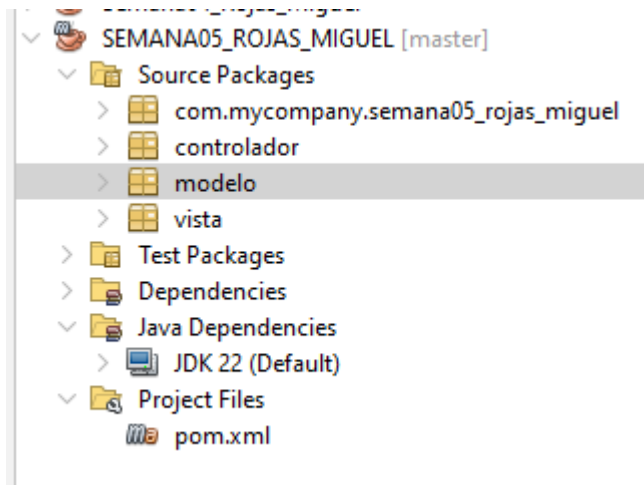 SEMANA05_ROJAS_MIGUEL [master]
Source Packages
com.mycompany.semana05_rojas_miguel
controlador
modelo
vista
Test Packages
Dependencies
Java Dependencies
JDK 22 (Default)
Project Files
pom.xml